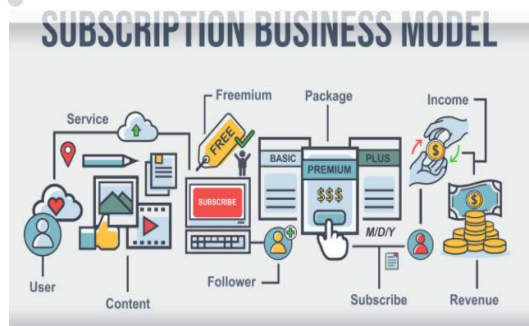 SUBSCRIPTION BUSINESS MODEL
Freemium
Package
Income
Service
FREE
BASIC
PREMIUM
PLUS
SUBSCRIBE
$$$
$
$
M/D/Y
User
Content
Follower
Subscribe
Revenue